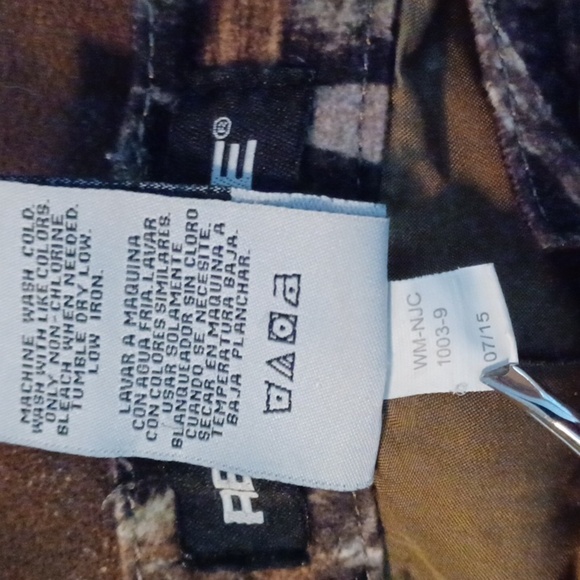 MACHINE WASH COLD.
WASH WITH LIKE COLORS.
ONLY NON-CHLORINE
BLEACH WHEN NEEDED.
TUMBLE DRY LOW.
LOW IRON.
LAVAR A MAQUINA
CON AGUA FRIA. LAVAR
CON COLORES SIMILARES.
USAR SOLAMENTE
BLANQUEADOR SIN CLORO
CUANDO SE NECESITE.
SECAR EN MAQUINA A
TEMPERATURA BAJA.
BAJA PLANCHAR.
WM-NJC
1003-9
07/15
E®